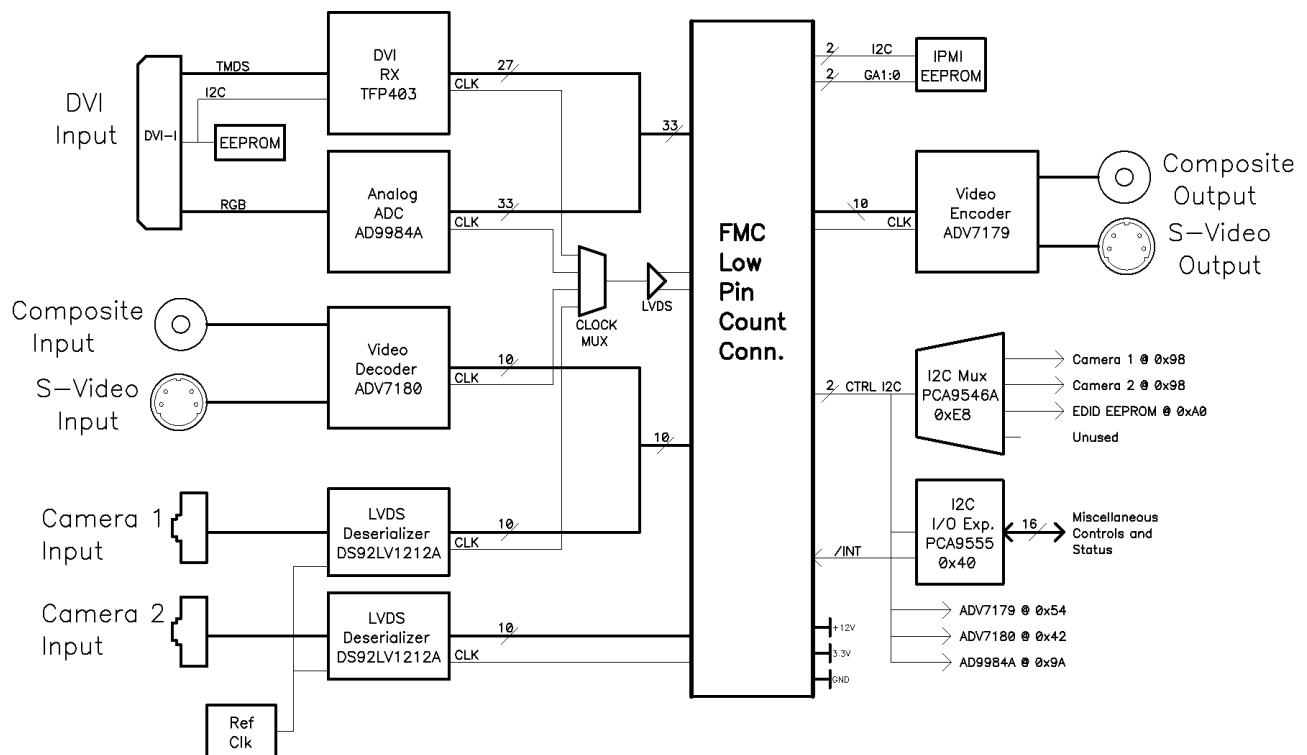 DVI
Input
DVI-I
TMDS
I2C
EEPROM
RGB
DVI
RX
TFP403
27
CLK
Analog
ADC
AD9984A
33
CLK
33
Composite
Input
S-Video
Input
Video
Decoder
ADV7180
10
CLK
CLOCK
MUX
LVDS
10
Camera 1
Input
LVDS
Deserializer
DS92LV1212A
10
CLK
Camera 2
Input
LVDS
Deserializer
DS92LV1212A
10
CLK
Ref
Clk
FMC
Low
Pin
Count
Conn.
2 I2C
2 GA1:0
IPMI
EEPROM
10
CLK
Video
Encoder
ADV7179
Composite
Output
S-Video
Output
2 CTRL I2C
I2C Mux
PCA9546A
0xE8
Camera 1 @ 0x98
Camera 2 @ 0x98
EDID EEPROM @ 0xA0
Unused
I2C
I/O Exp.
PCA9555
0x40
16
Miscellaneous
Controls and
Status
/INT
ADV7179 @ 0x54
ADV7180 @ 0x42
AD9984A @ 0x9A
+12V
3.3V
GND